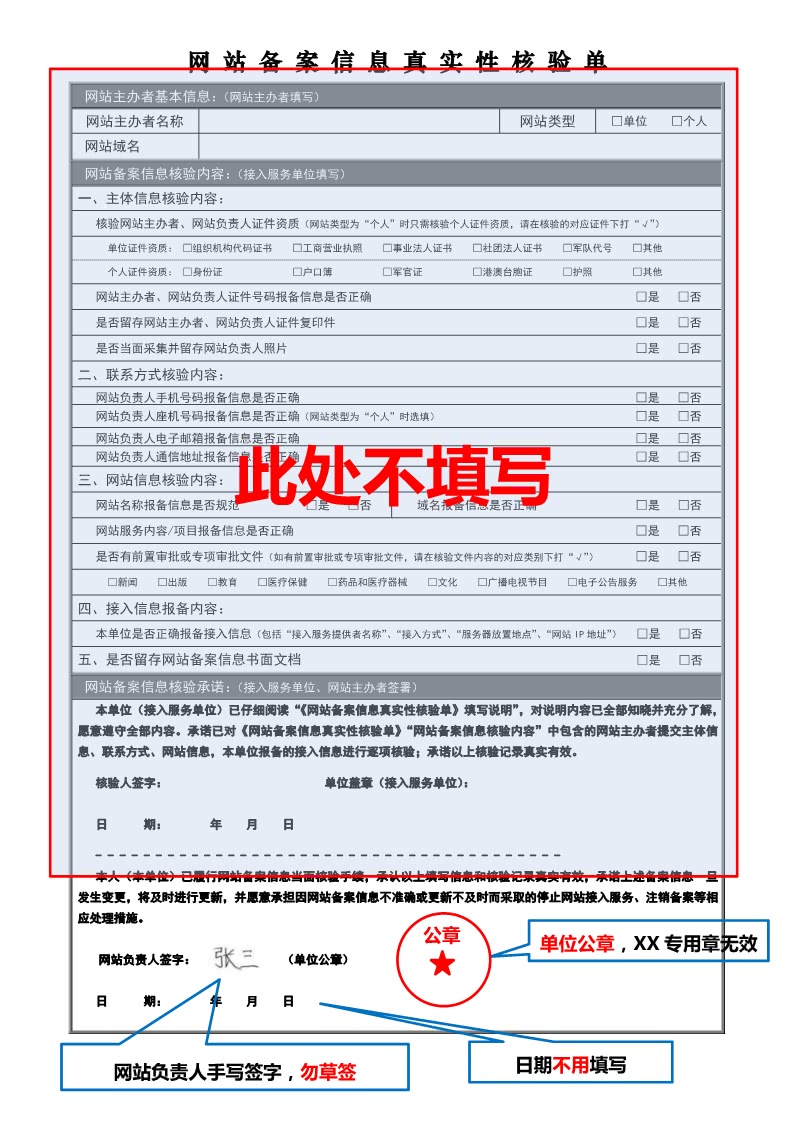 网站备案信息真实性核验单
网站主办者基本信息：（网站主办者填写）
网站主办者名称 网站类型 □单位 □个人
网站域名
网站备案信息核验内容：（接入服务单位填写）
一、主体信息核验内容：
核验网站主办者、网站负责人证件资质（网站类型为“个人”时只需核验个人证件资质，请在核验的对应证件下打“√”）
单位证件资质： □组织机构代码证书 □工商营业执照 □事业法人证书 □社团法人证书 □军队代号 □其他
个人证件资质： □身份证 □户口簿 □军官证 □港澳台胞证 □护照 □其他
网站主办者、网站负责人证件号码报备信息是否正确 □是 □否
是否留存网站主办者、网站负责人证件复印件 □是 □否
是否当面采集并留存网站负责人照片 □是 □否
二、联系方式核验内容：
网站负责人手机号码报备信息是否正确 □是 □否
网站负责人座机号码报备信息是否正确（网站类型为“个人”时选填） □是 □否
网站负责人电子邮箱报备信息是否正确 □是 □否
网站负责人通信地址报备信息是否正确 □是 □否
此处不填写
三、网站信息核验内容：
网站名称报备信息是否规范 □是 □否 域名报备信息是否正确 □是 □否
网站服务内容/项目报备信息是否正确 □是 □否
是否有前置审批或专项审批文件（如有前置审批或专项审批文件，请在核验文件内容的对应类别下打“√”） □是 □否
□新闻 □出版 □教育 □医疗保健 □药品和医疗器械 □文化 □广播电视节目 □电子公告服务 □其他
四、接入信息报备内容：
本单位是否正确报备接入信息（包括“接入服务提供者名称”、“接入方式”、“服务器放置地点”、“网站 IP 地址”） □是 □否
五、是否留存网站备案信息书面文档 □是 □否
网站备案信息核验承诺：（接入服务单位、网站主办者签署）
本单位（接入服务单位）已仔细阅读“《网站备案信息真实性核验单》填写说明”，对说明内容已全部知晓并充分了解，
愿意遵守全部内容。承诺已对《网站备案信息真实性核验单》“网站备案信息核验内容”中包含的网站主办者提交主体信
息、联系方式、网站信息，本单位报备的接入信息进行逐项核验；承诺以上核验记录真实有效。
核验人签字： 单位盖章（接入服务单位）：
日 期： 年 月 日
本人（本单位）已履行网站备案信息当面核验手续，承认以上填写信息和核验记录真实有效，承诺上述备案信息一旦
发生变更，将及时进行更新，并愿意承担因网站备案信息不准确或更新不及时而采取的停止网站接入服务、注销备案等相
应处理措施。
公章
单位公章，XX 专用章无效
网站负责人签字： 张三 （单位公章）
日 期： 年 月 日
网站负责人手写签字，勿草签
日期不用填写